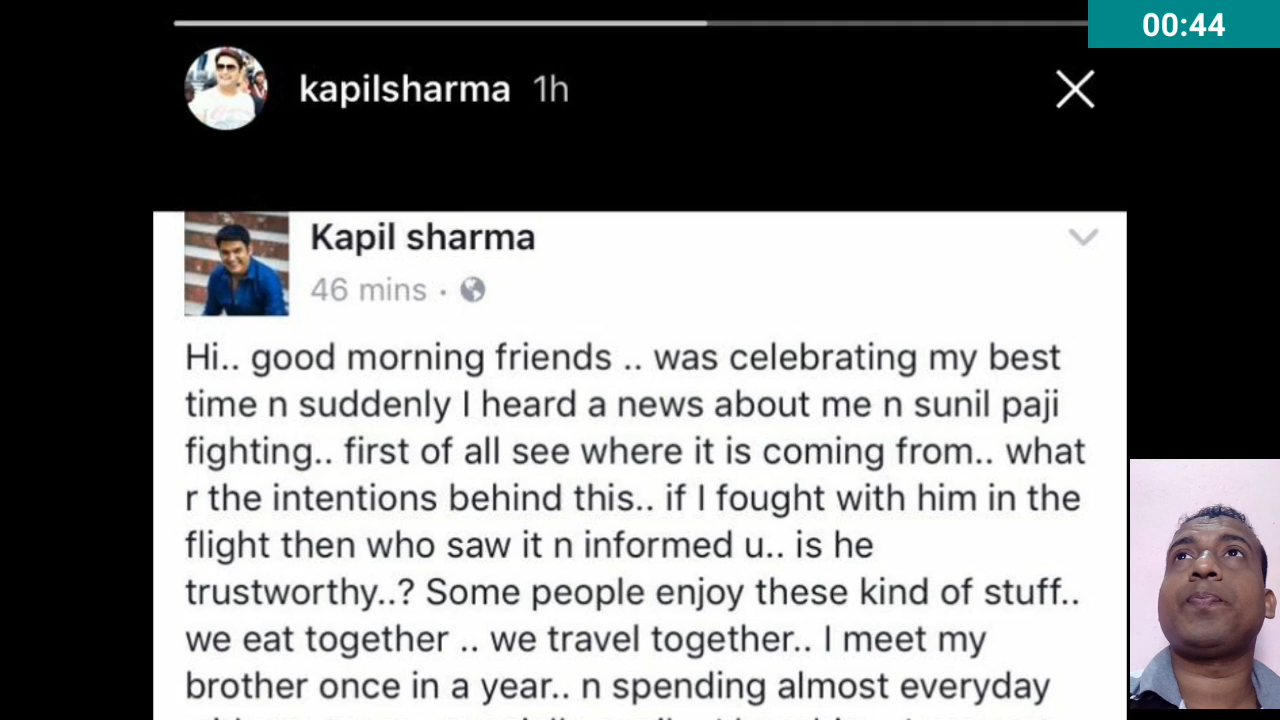 00:44
kapilsharma 1h
Kapil sharma
46 mins ·
Hi.. good morning friends .. was celebrating my best
time n suddenly I heard a news about me n sunil paji
fighting.. first of all see where it is coming from.. what
r the intentions behind this.. if I fought with him in the
flight then who saw it n informed u.. is he
trustworthy..? Some people enjoy these kind of stuff..
we eat together .. we travel together.. I meet my
brother once in a year.. n spending almost everyday